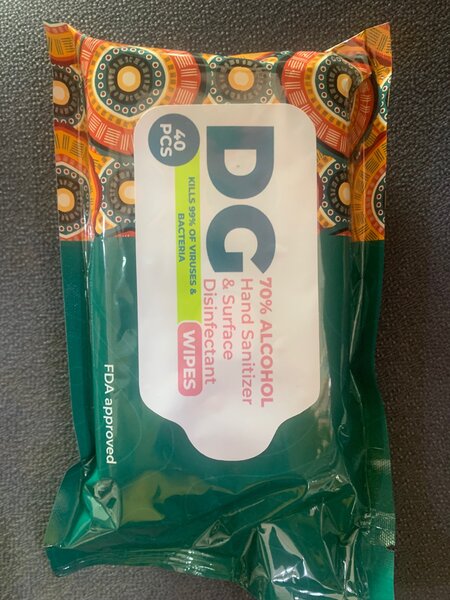 DG
70% ALCOHOL
Hand Sanitizer
& Surface
Disinfectant
WIPES
40
PCS
KILLS 99% OF VIRUSES &
BACTERIA
FDA approved